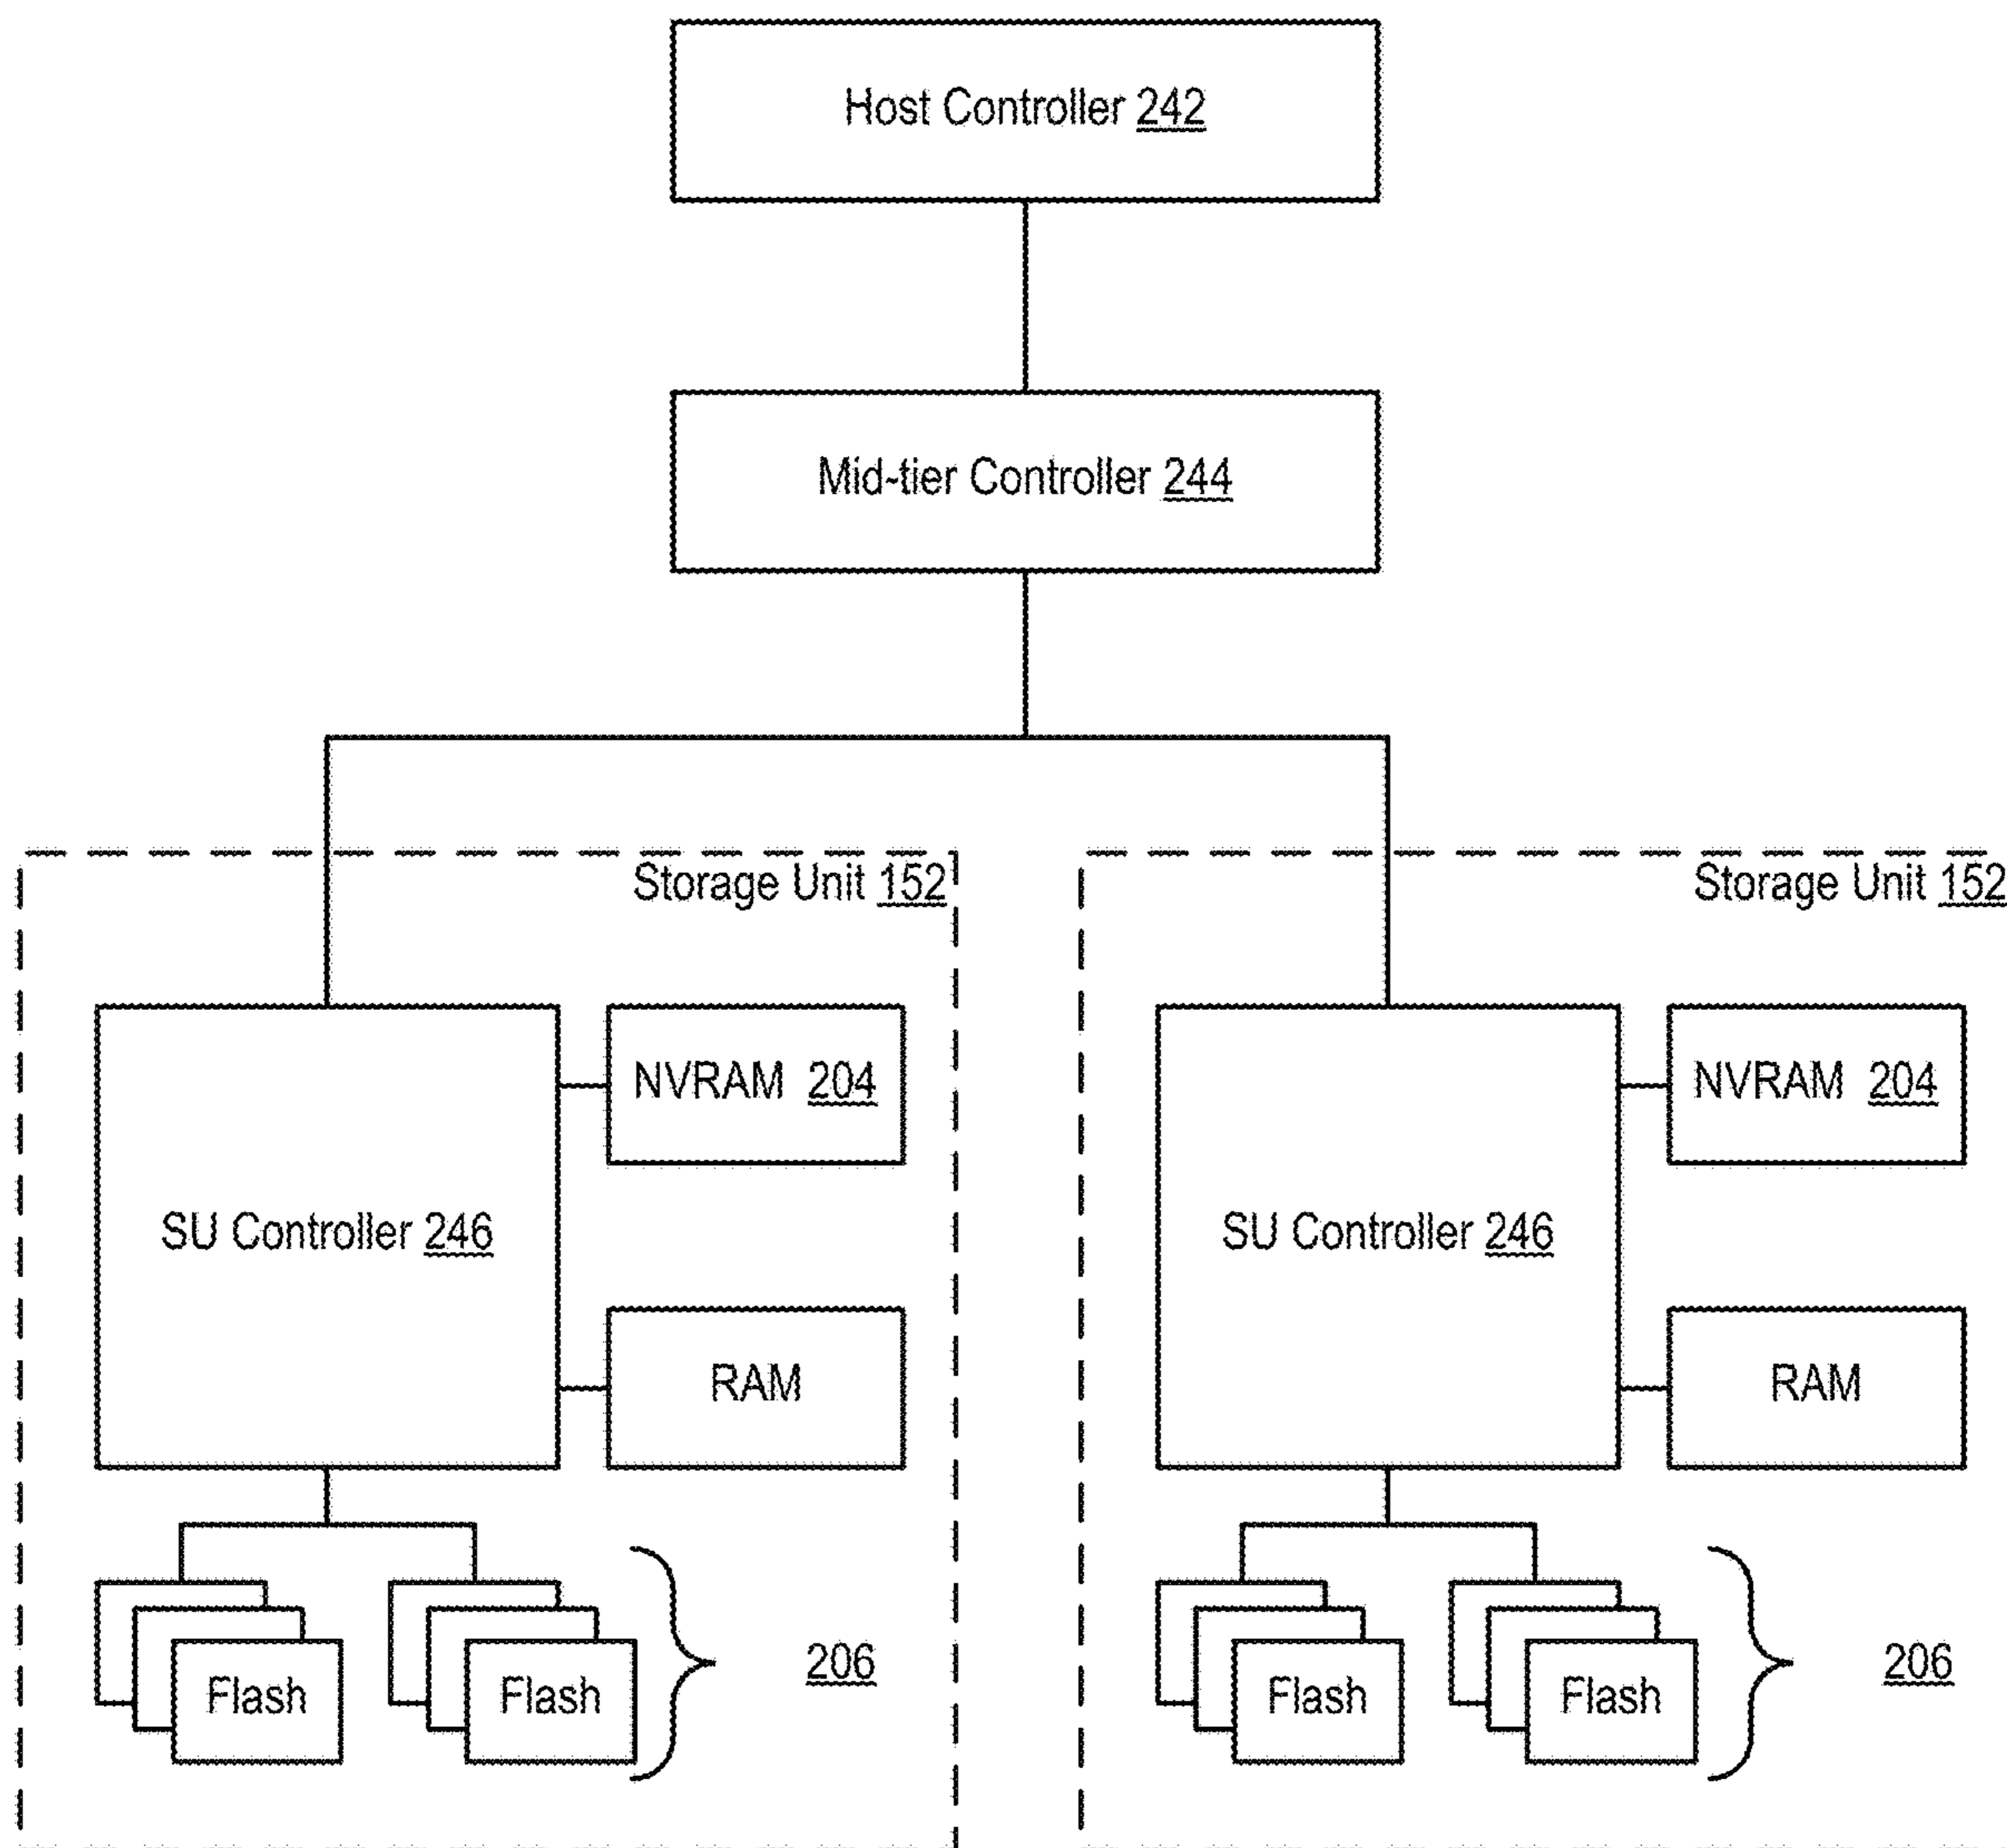 Host Controller 242
Mid-tier Controller 244
Storage Unit 152
Storage Unit 152
NVRAM 204
NVRAM 204
SU Controller 246
SU Controller 246
RAM
RAM
Flash
Flash
206
Flash
Flash
206